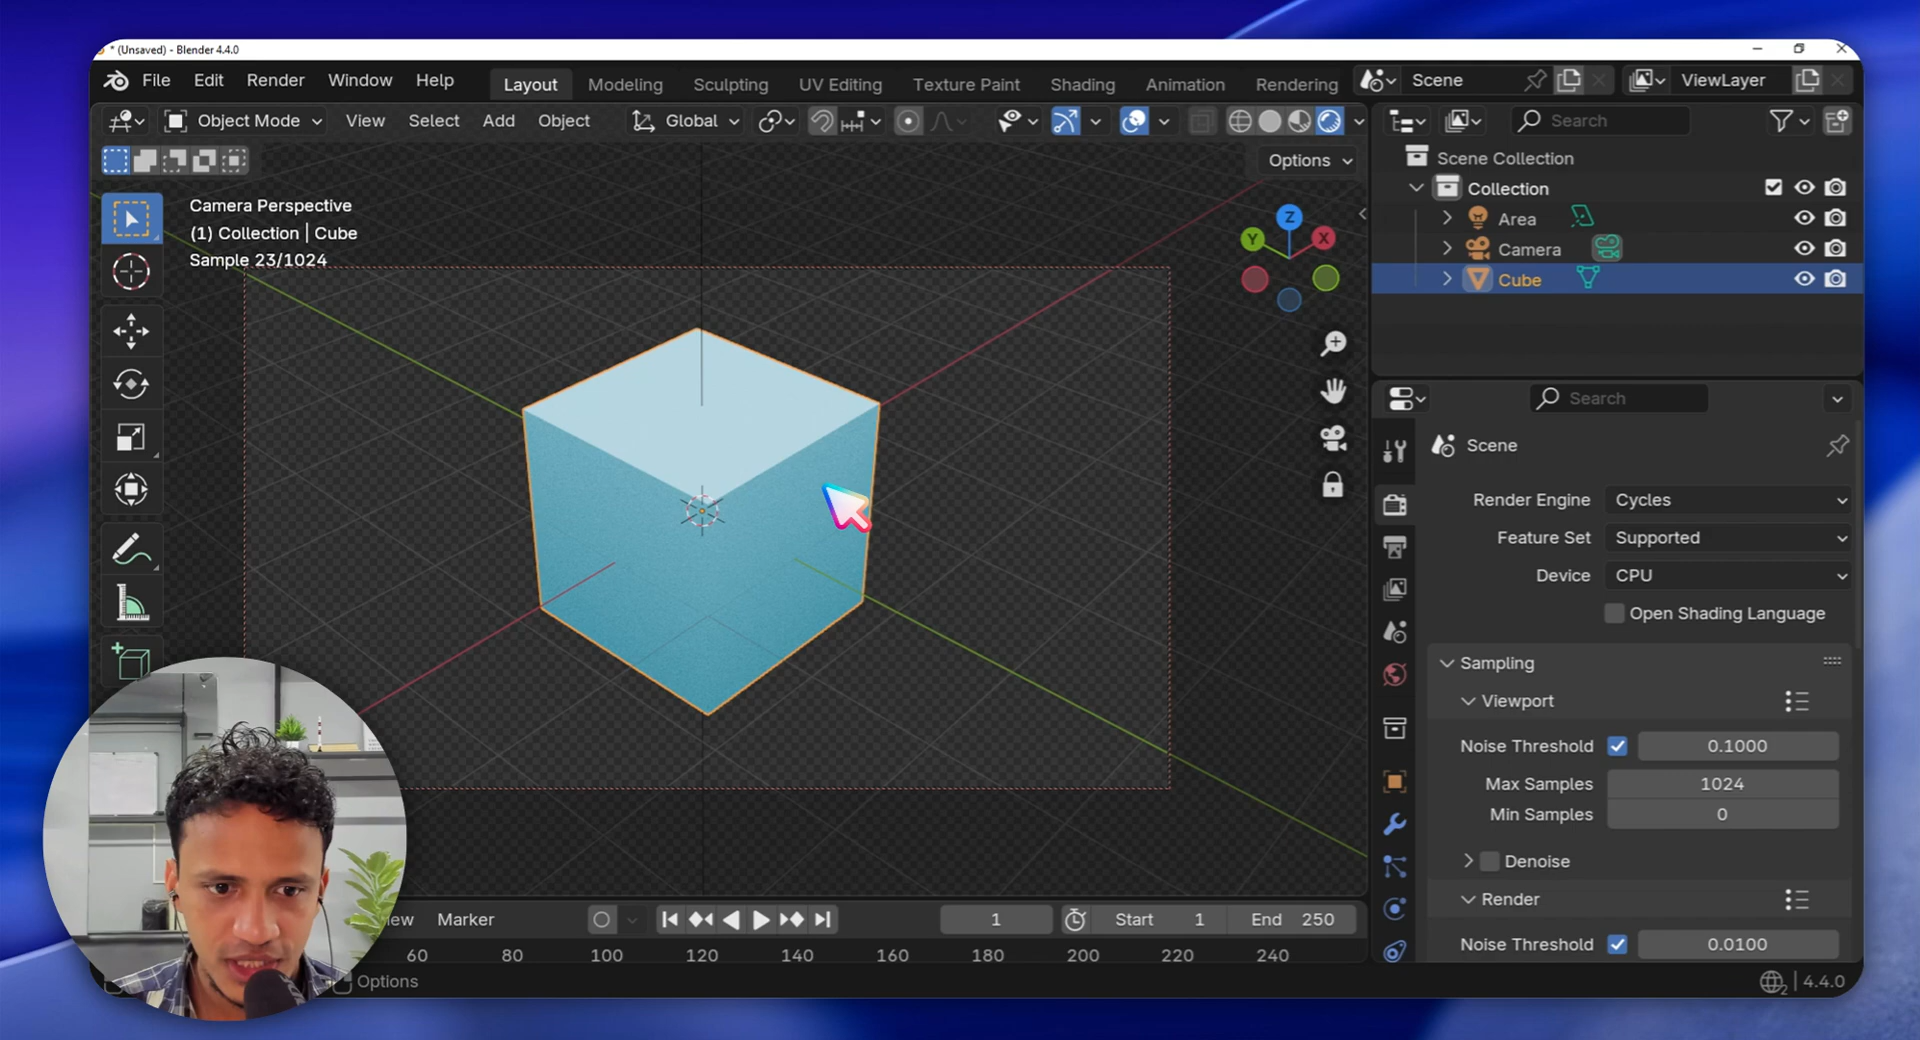 * (Unsaved) - Blender 4.4.0
File Edit Render Window Help Layout Modeling Sculpting UV Editing Texture Paint Shading Animation Rendering Scene ViewLayer
Object Mode View Select Add Object Global Search
Options
Camera Perspective
(1) Collection | Cube
Sample 23/1024
Z
Y
X
Scene Collection
Collection
Area
Camera
Cube
Search
Scene
Render Engine Cycles
Feature Set Supported
Device CPU
Open Shading Language
Sampling
Viewport
Noise Threshold 0.1000
Max Samples 1024
Min Samples 0
Denoise
Render
Noise Threshold 0.0100
Marker 1 Start 1 End 250
60 80 100 120 140 160 180 200 220 240
Options
2 | 4.4.0